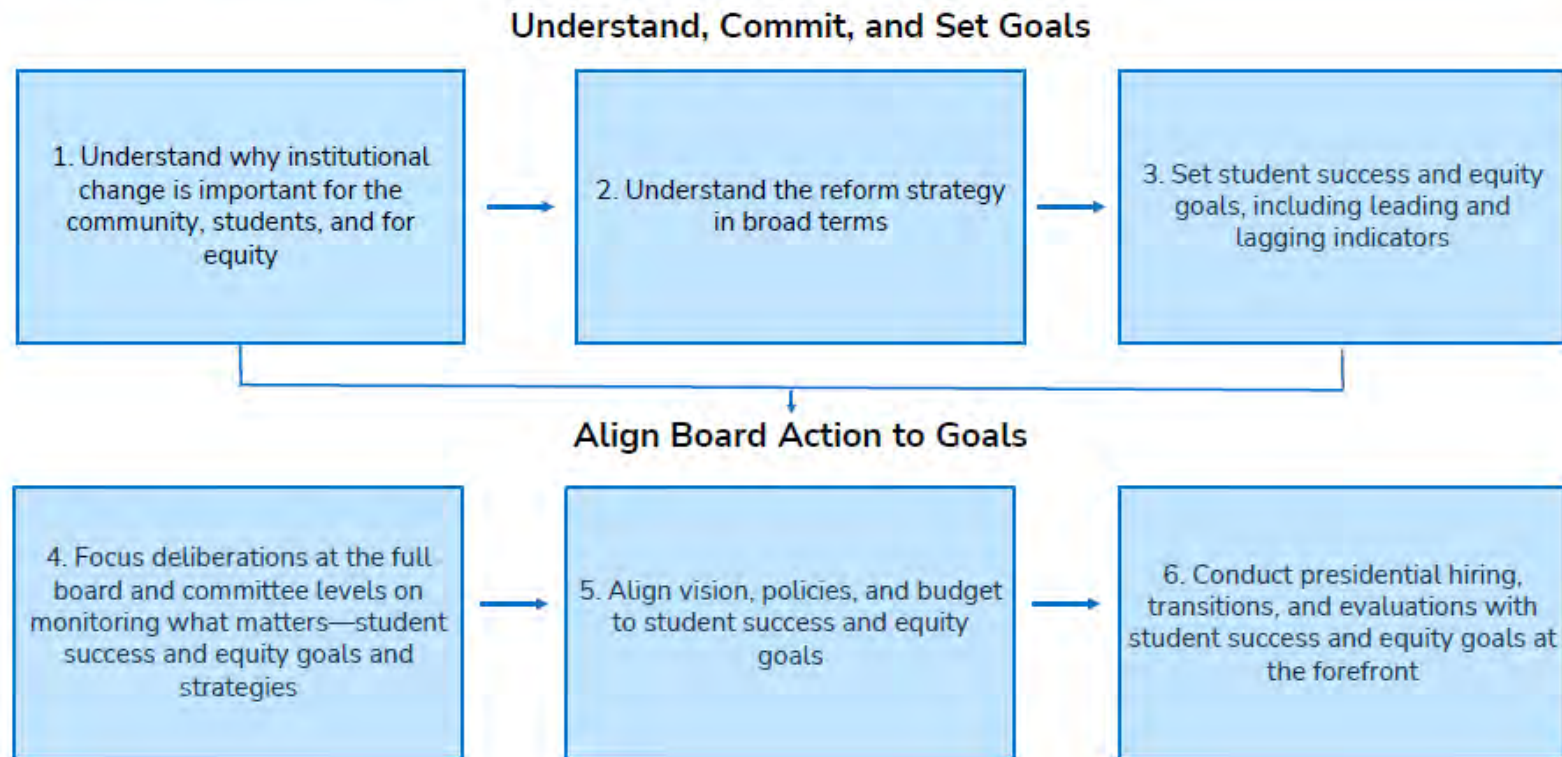 Understand, Commit, and Set Goals
1. Understand why institutional
change is important for the
community, students, and for
equity
2. Understand the reform strategy
in broad terms
3. Set student success and equity
goals, including leading and
lagging indicators
Align Board Action to Goals
4. Focus deliberations at the full
board and committee levels on
monitoring what matters—student
success and equity goals and
strategies
5. Align vision, policies, and budget
to student success and equity
goals
6. Conduct presidential hiring,
transitions, and evaluations with
student success and equity goals at
the forefront